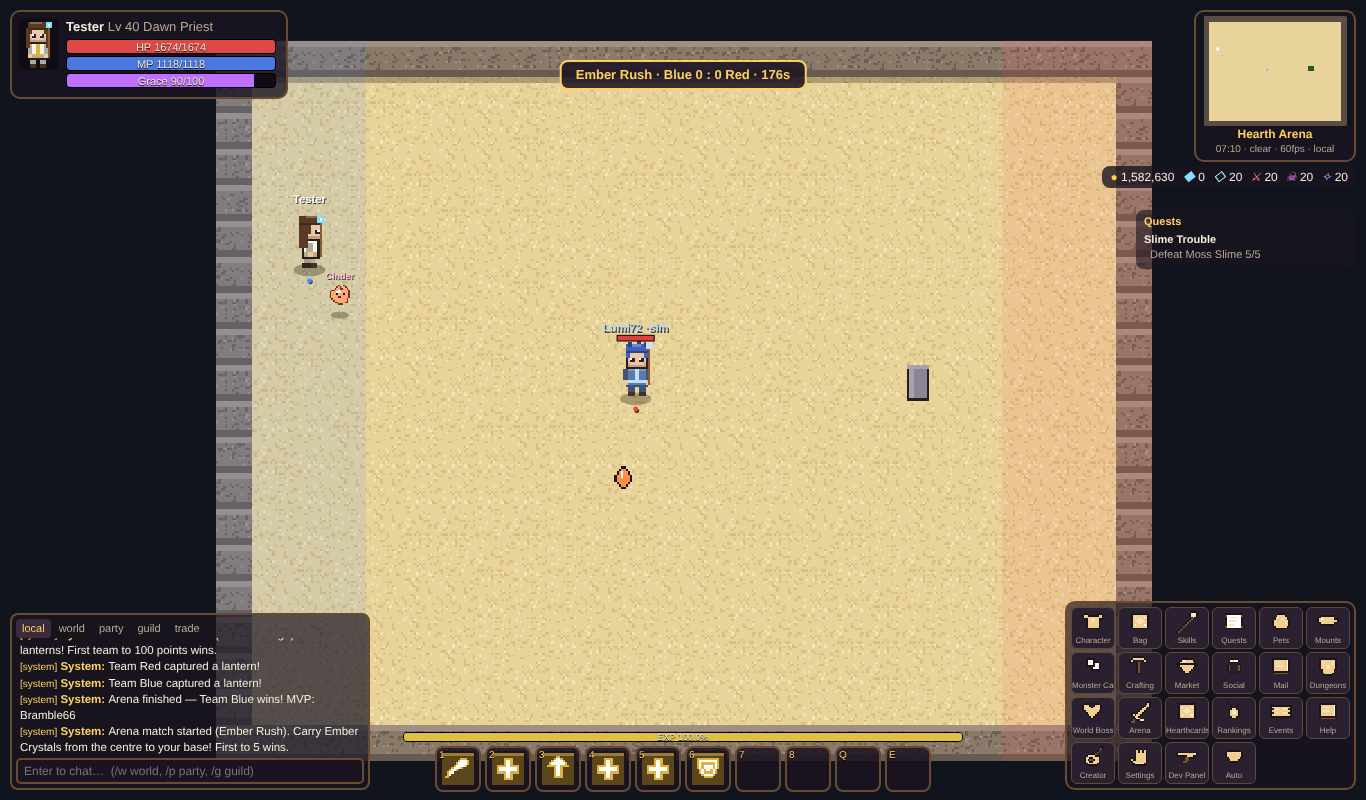 Tester Lv 40 Dawn Priest
HP 1674/1674
MP 1118/1118
Grace 90/100
Ember Rush · Blue 0 : 0 Red · 176s
Hearth Arena
07:10 · clear · 60fps · local
1,582,630 0 20 20 20 20
Quests
Slime Trouble
Defeat Moss Slime 5/5
Tester
Cinder
Lumi72 ·sim
local world party guild trade
lanterns! First team to 100 points wins.
[system] System: Team Red captured a lantern!
[system] System: Team Blue captured a lantern!
[system] System: Arena finished — Team Blue wins! MVP:
Bramble66
[system] System: Arena match started (Ember Rush). Carry Ember
Crystals from the centre to your base! First to 5 wins.
Enter to chat… (/w world, /p party, /g guild)
EXP 100.0%
1 2 3 4 5 6 7 8 Q E
Character Bag Skills Quests Pets Mounts
Monster Ca Crafting Market Social Mail Dungeons
World Boss Arena Hearthcards Rankings Events Help
Creator Settings Dev Panel Auto